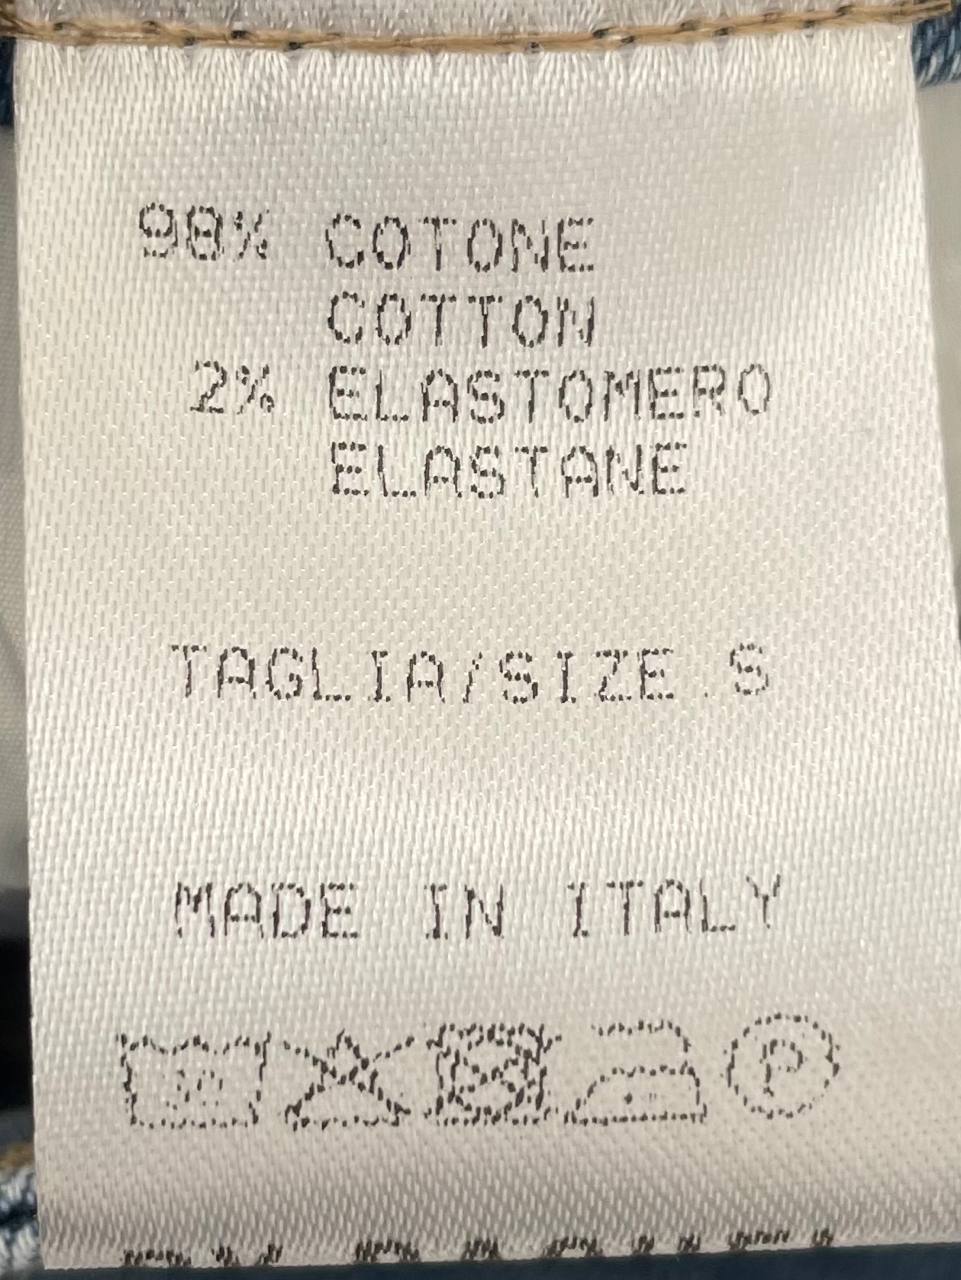 98% COTONE
COTTON
2% ELASTOMERO
ELASTANE
TAGLIA/SIZE.S
MADE IN ITALY
P